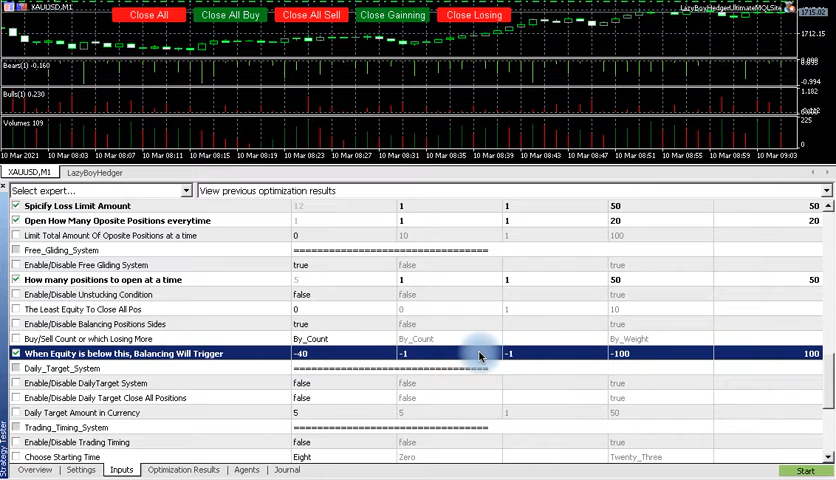 XAUUSD,M1 LazyBoyHedgerUltimateMQLSite
Close All Close All Buy Close All Sell Close Gainning Close Losing
1715.02
1712.15
Bears(1) -0.160
-0.994
Bulls(1) 0.230 1.182
Volumes 109 225
0
10 Mar 2021 10 Mar 08:03 10 Mar 08:07 10 Mar 08:11 10 Mar 08:15 10 Mar 08:19 10 Mar 08:23 10 Mar 08:27 10 Mar 08:31 10 Mar 08:35 10 Mar 08:39 10 Mar 08:43 10 Mar 08:47 10 Mar 08:51 10 Mar 08:55 10 Mar 08:59 10 Mar 09:03
XAUUSD,M1 LazyBoyHedger
Select expert... View previous optimization results
Spicify Loss Limit Amount 12 1 1 50 50
Open How Many Oposite Positions everytime 1 1 1 20 20
Limit Total Amount Of Oposite Positions at a time 0 10 1 100
Free_Gliding_System ================================
Enable/Disable Free Gliding System true false true
How many positions to open at a time 5 1 1 50 50
Enable/Disable Unstucking Condition false false true
The Least Equity To Close All Pos 0 0 1 10
Enable/Disable Balancing Positions Sides true false true
Buy/Sell Count or which Losing More By_Count By_Count By_Weight
When Equity is below this, Balancing Will Trigger -40 -1 -1 -100 100
Daily_Target_System ================================
Enable/Disable DailyTarget System false false true
Enable/Disable Daily Target Close All Positions false false true
Daily Target Amount in Currency 5 5 1 50
Trading_Timing_System ================================
Enable/Disable Trading Timing false false true
Choose Starting Time Eight Zero Twenty_Three
Strategy Tester
Overview Settings Inputs Optimization Results Agents Journal Start